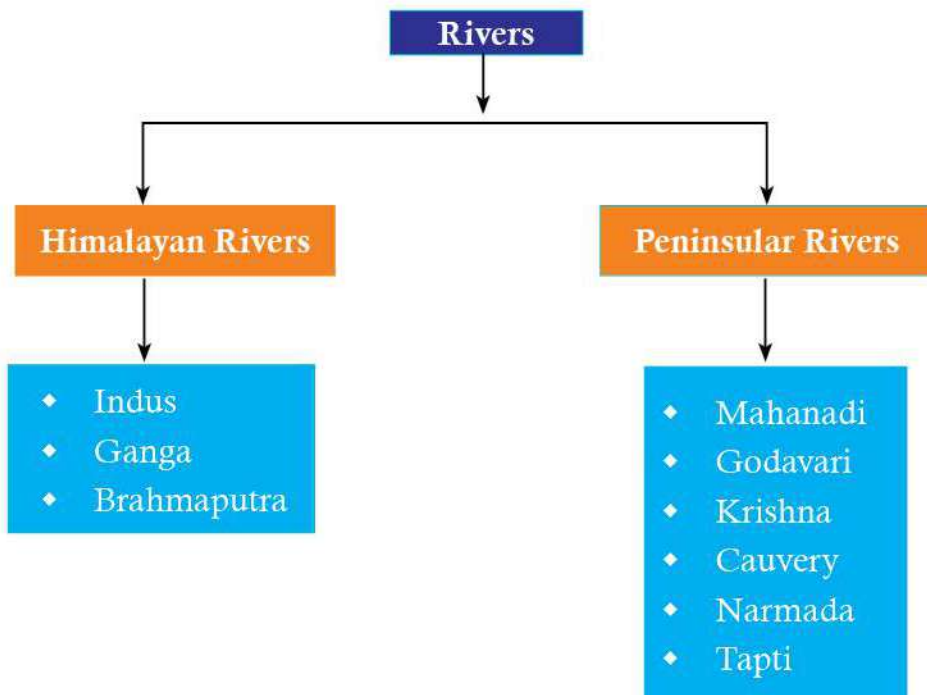 Rivers
Himalayan Rivers
Peninsular Rivers
◆ Indus
◆ Ganga
◆ Brahmaputra
◆ Mahanadi
◆ Godavari
◆ Krishna
◆ Cauvery
◆ Narmada
◆ Tapti